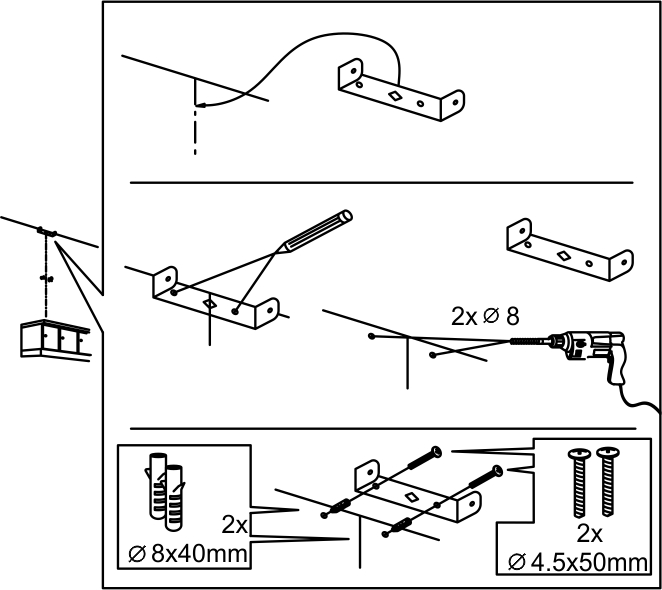 2x ∅ 8
2x
∅ 8x40mm
2x
∅ 4.5x50mm